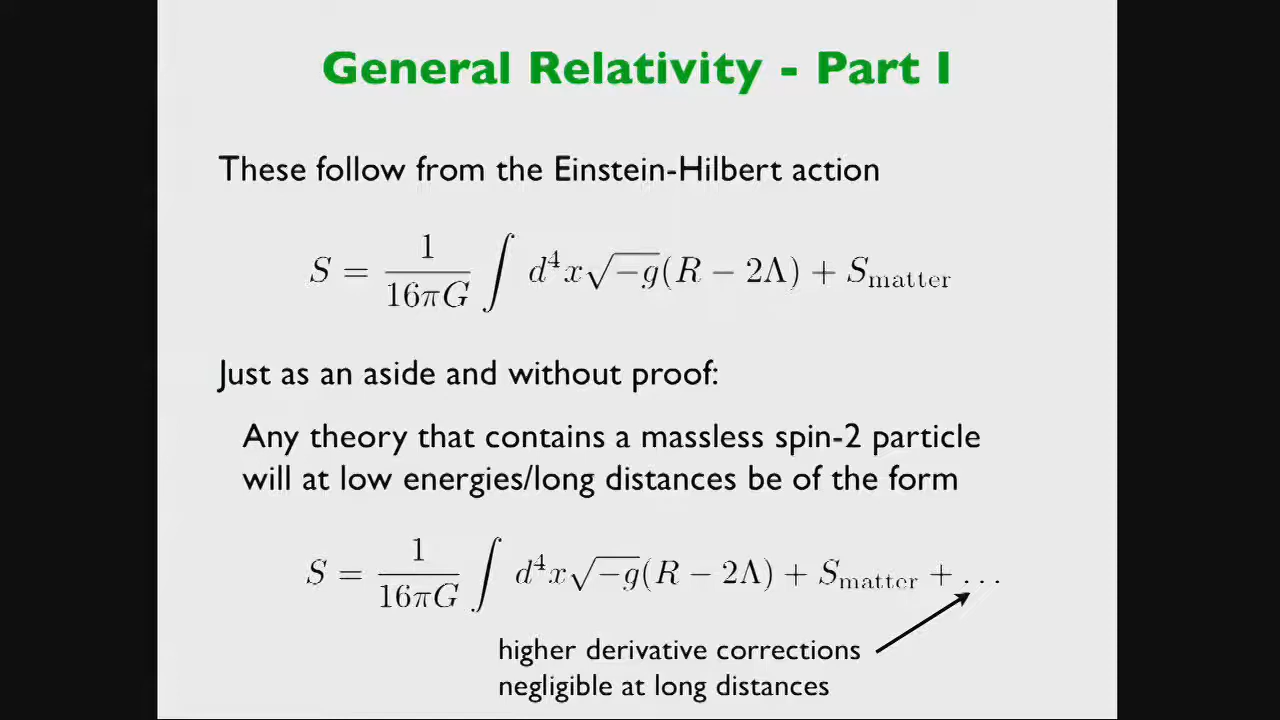 General Relativity - Part I
These follow from the Einstein-Hilbert action
S = \frac{1}{16\pi G} \int d^4x \sqrt{-g}(R - 2\Lambda) + S_{\text{matter}}
Just as an aside and without proof:
Any theory that contains a massless spin-2 particle
will at low energies/long distances be of the form
S = \frac{1}{16\pi G} \int d^4x \sqrt{-g}(R - 2\Lambda) + S_{\text{matter}} + \ldots
higher derivative corrections
negligible at long distances